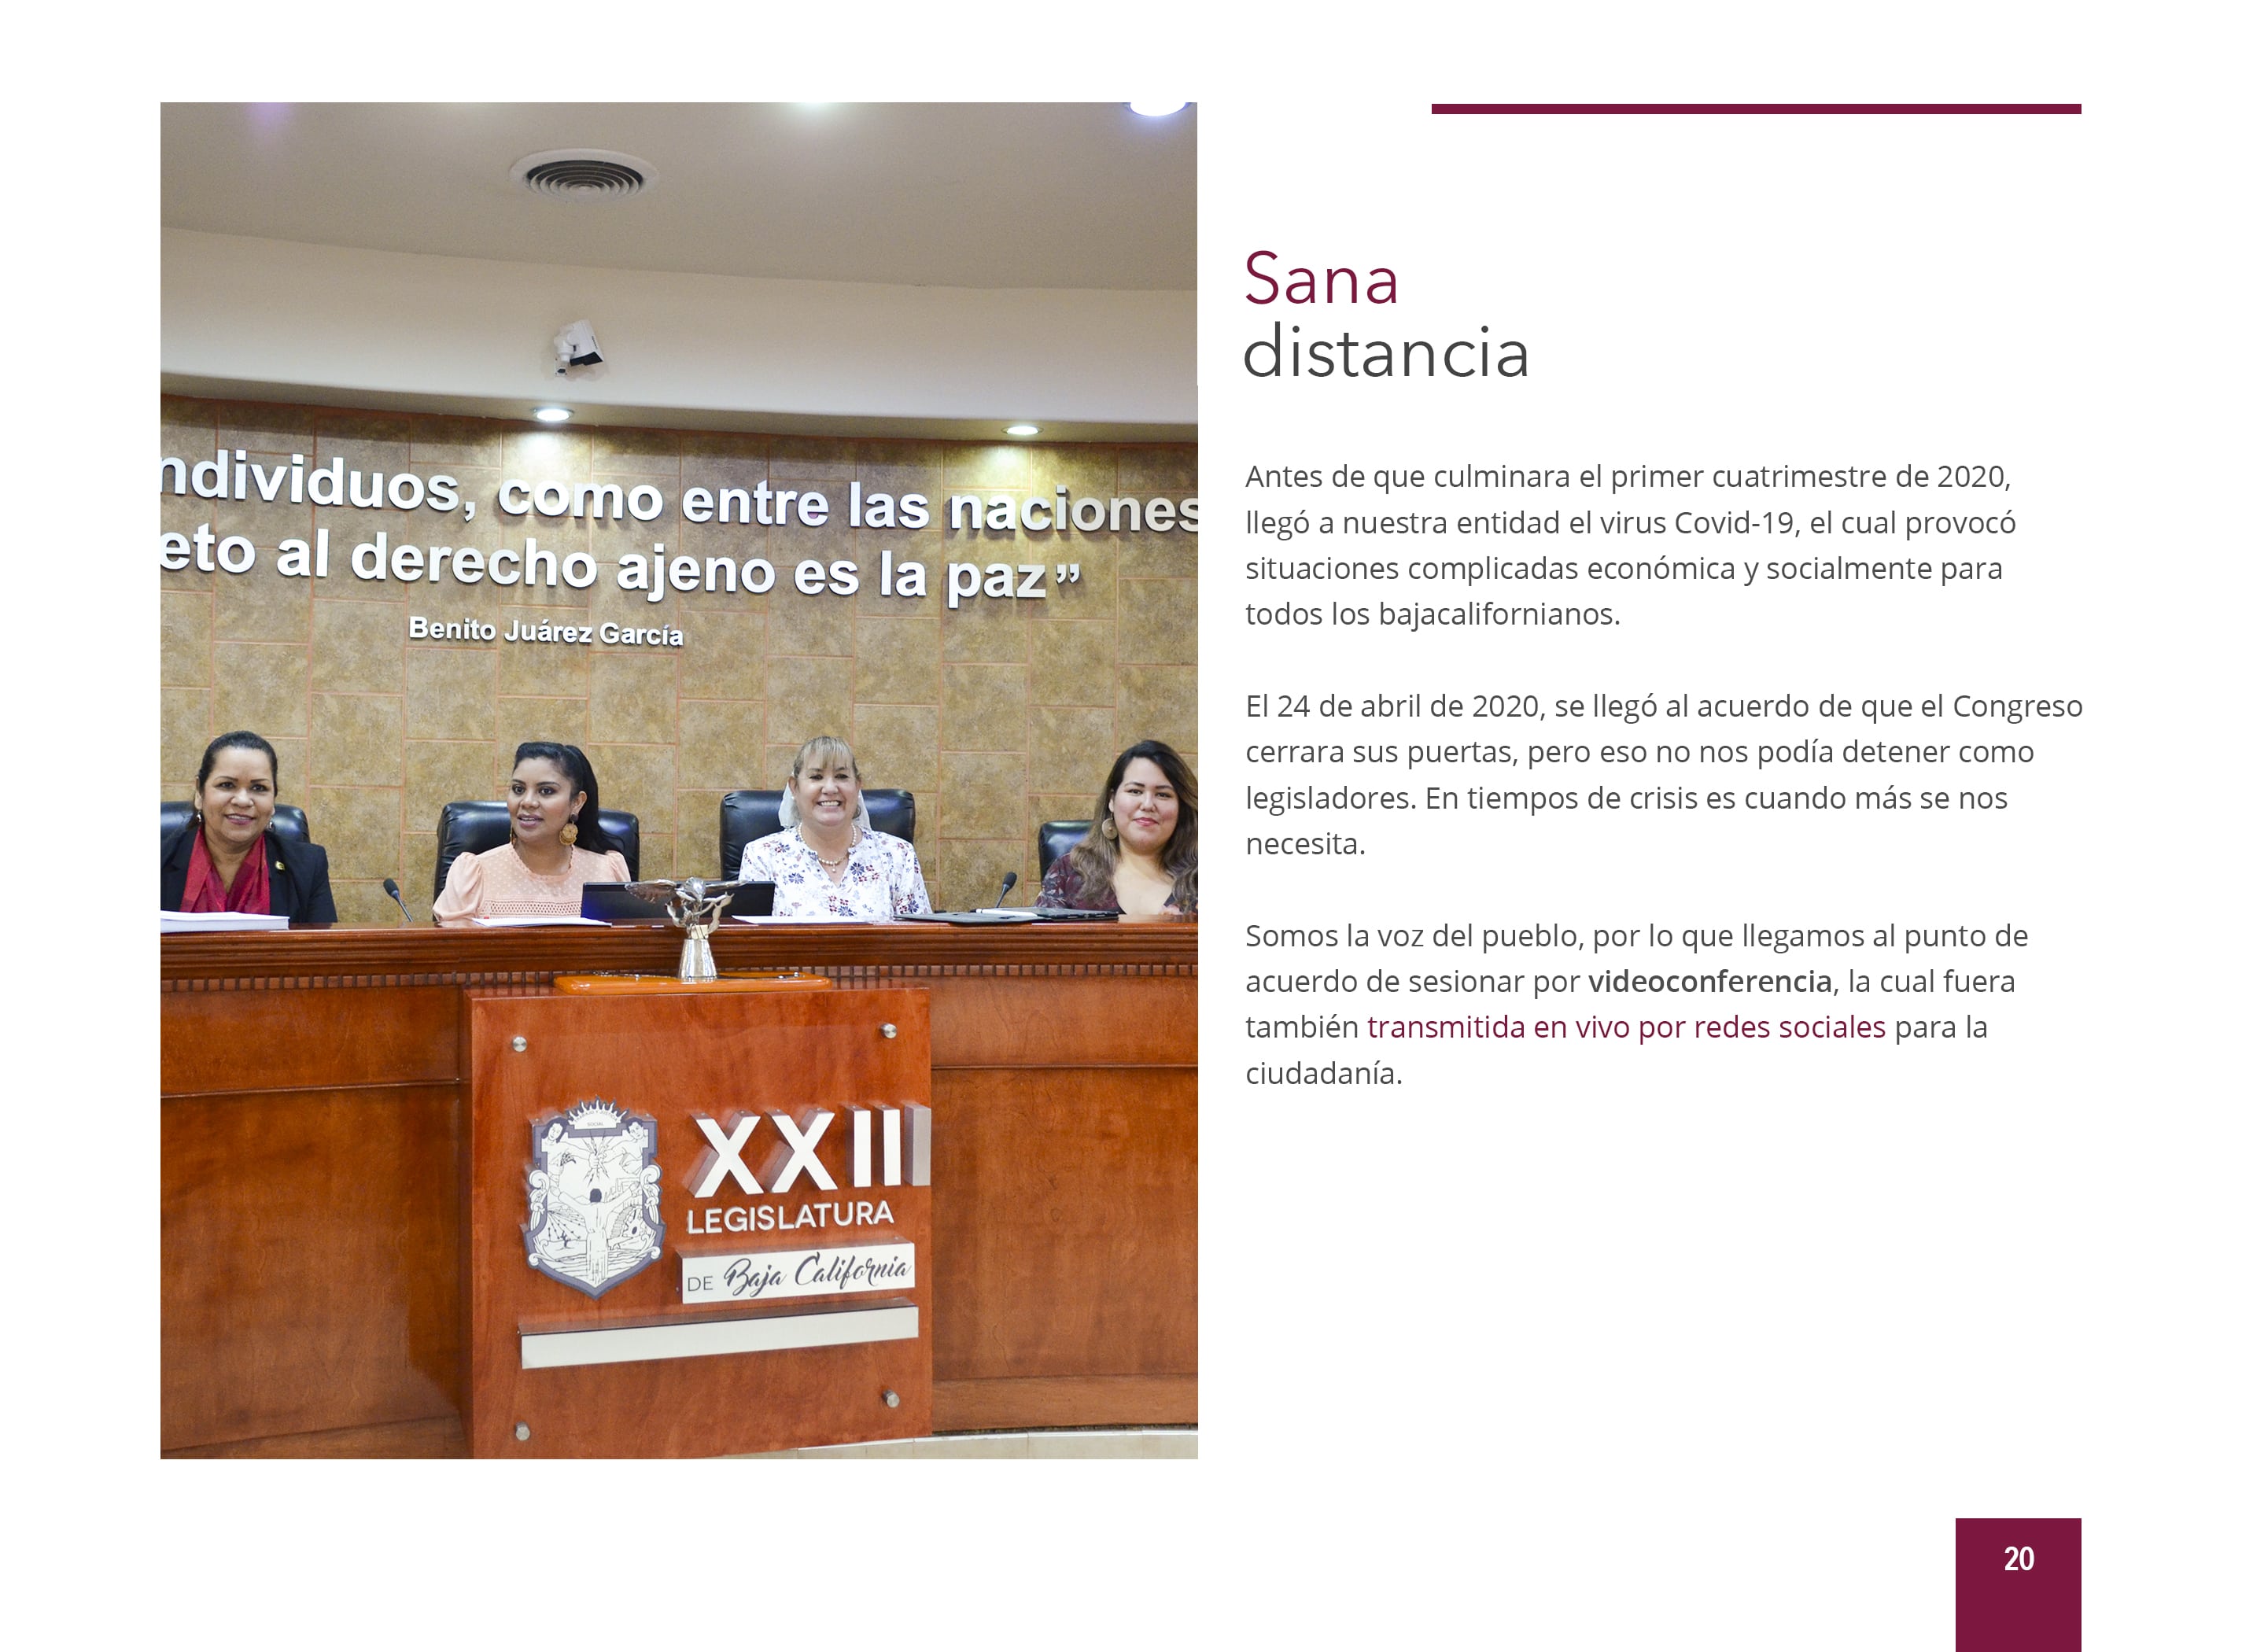 ndividuos, como entre las naciones
eto al derecho ajeno es la paz”
Benito Juárez García
XXIII
LEGISLATURA
DE Baja California
Sana
distancia
Antes de que culminara el primer cuatrimestre de 2020,
llegó a nuestra entidad el virus Covid-19, el cual provocó
situaciones complicadas económica y socialmente para
todos los bajacalifornianos.
El 24 de abril de 2020, se llegó al acuerdo de que el Congreso
cerrara sus puertas, pero eso no nos podía detener como
legisladores. En tiempos de crisis es cuando más se nos
necesita.
Somos la voz del pueblo, por lo que llegamos al punto de
acuerdo de sesionar por videoconferencia, la cual fuera
también transmitida en vivo por redes sociales para la
ciudadanía.
20